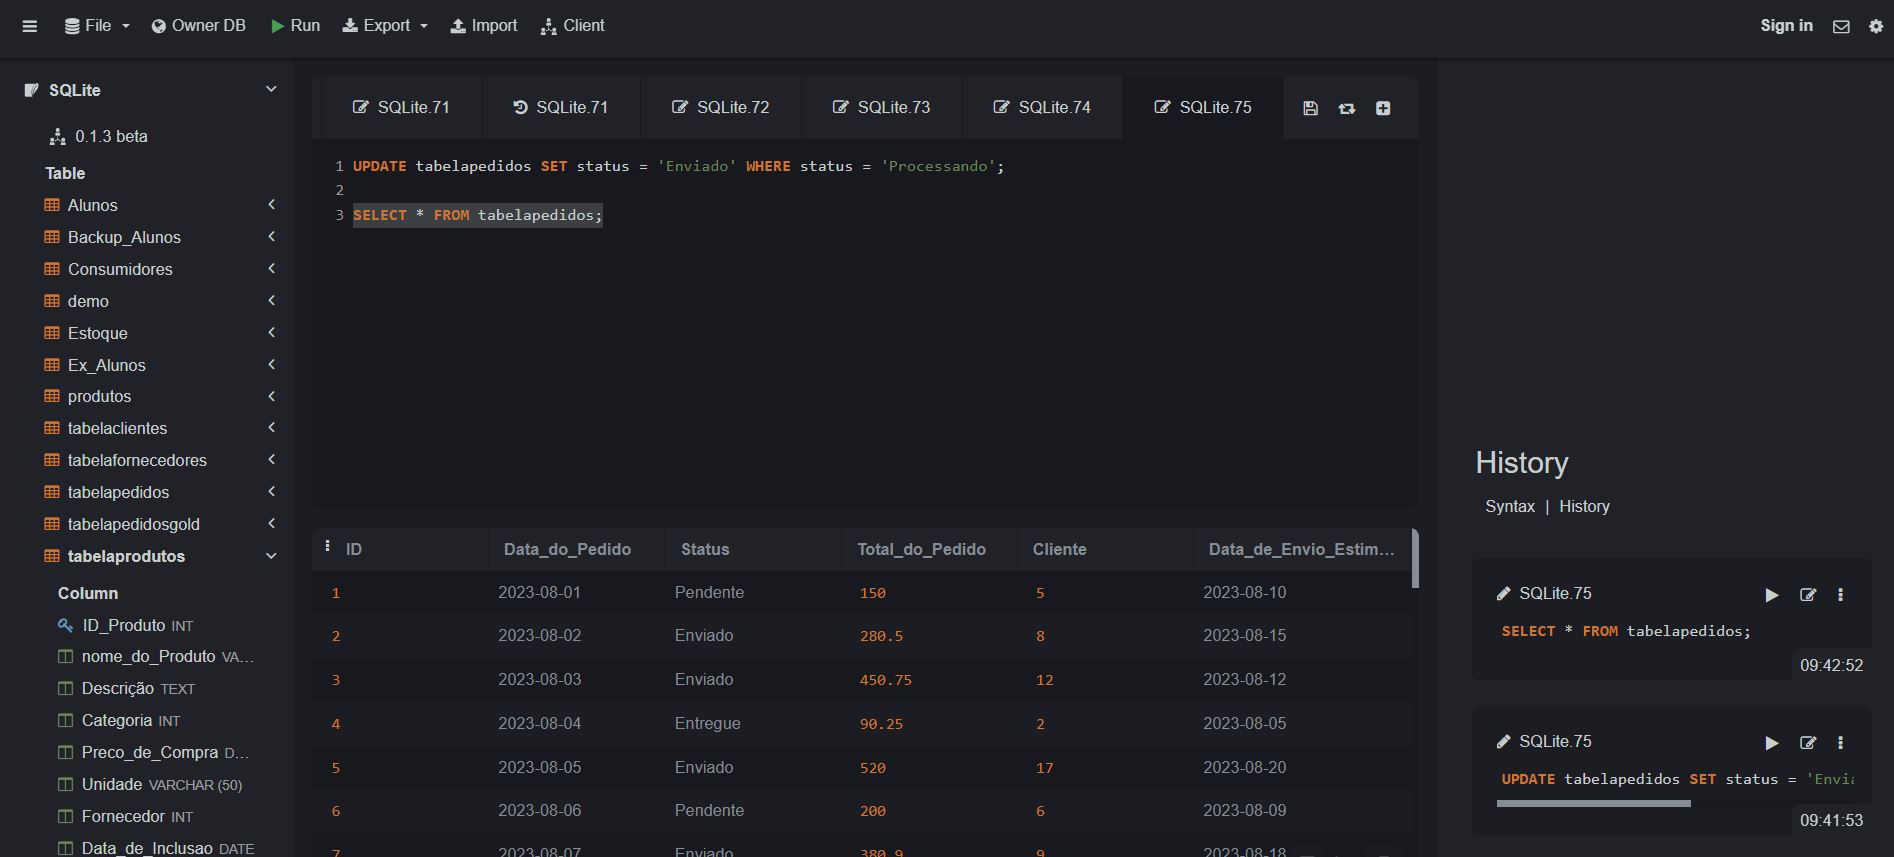 File Owner DB Run Export Import Client Sign in
SQLite
0.1.3 beta
Table
Alunos
Backup_Alunos
Consumidores
demo
Estoque
Ex_Alunos
produtos
tabelaclientes
tabelafornecedores
tabelapedidos
tabelapedidosgold
tabelaprodutos
Column
ID_Produto INT
nome_do_Produto VA...
Descrição TEXT
Categoria INT
Preco_de_Compra D...
Unidade VARCHAR (50)
Fornecedor INT
Data_de_Inclusao DATE
SQLite.71 SQLite.71 SQLite.72 SQLite.73 SQLite.74 SQLite.75
1 UPDATE tabelapedidos SET status = 'Enviado' WHERE status = 'Processando';
2
3 SELECT * FROM tabelapedidos;
ID Data_do_Pedido Status Total_do_Pedido Cliente Data_de_Envio_Estim...
1 2023-08-01 Pendente 150 5 2023-08-10
2 2023-08-02 Enviado 280.5 8 2023-08-15
3 2023-08-03 Enviado 450.75 12 2023-08-12
4 2023-08-04 Entregue 90.25 2 2023-08-05
5 2023-08-05 Enviado 520 17 2023-08-20
6 2023-08-06 Pendente 200 6 2023-08-09
7 2023-08-07 Enviado 380.9 9 2023-08-18
History
Syntax | History
SQLite.75
SELECT * FROM tabelapedidos;
09:42:52
SQLite.75
UPDATE tabelapedidos SET status = 'Envia
09:41:53